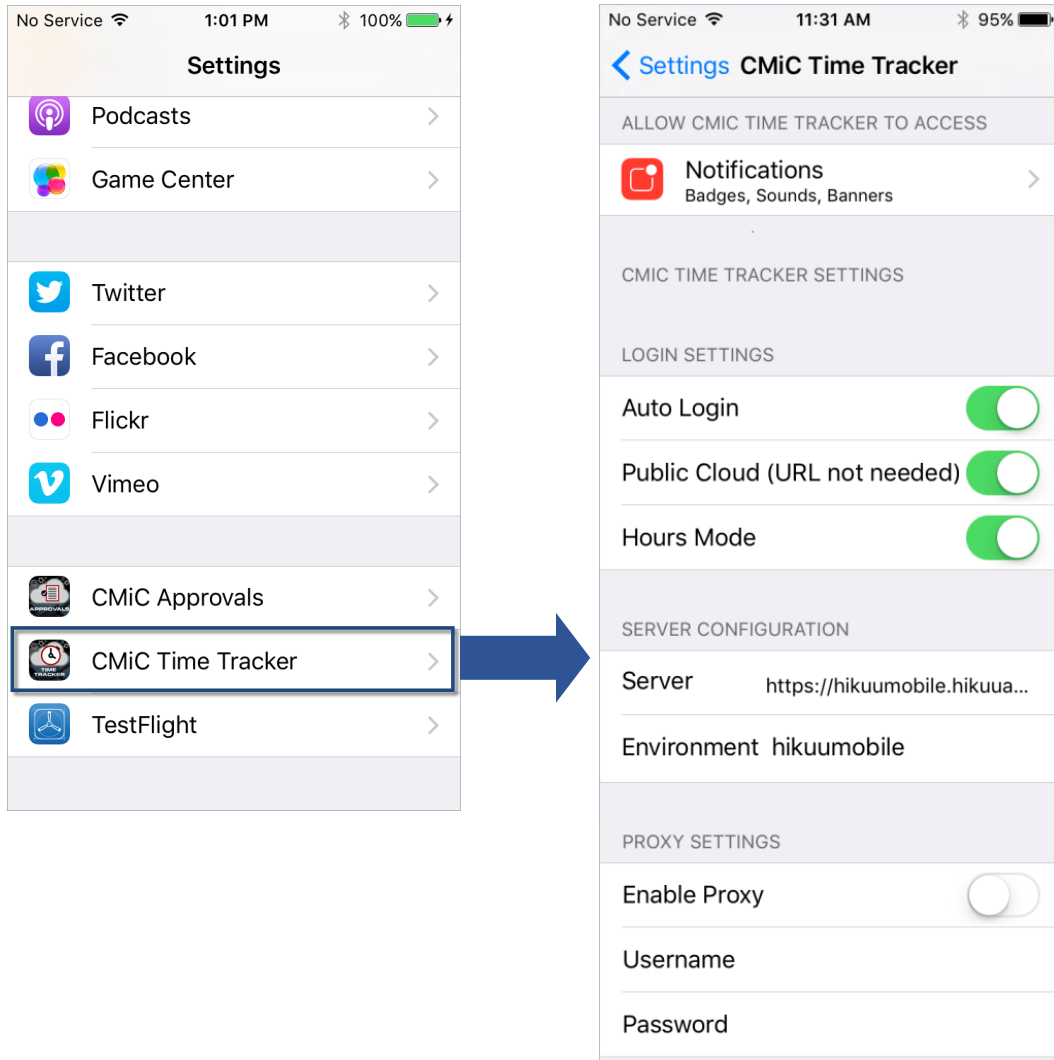 No Service 1:01 PM 100%
Settings
Podcasts
Game Center
Twitter
Facebook
Flickr
Vimeo
APPROVALS
CMiC Approvals
TIME
TRACKER
CMiC Time Tracker
TestFlight
No Service 11:31 AM 95%
Settings CMiC Time Tracker
ALLOW CMIC TIME TRACKER TO ACCESS
Notifications
Badges, Sounds, Banners
CMIC TIME TRACKER SETTINGS
LOGIN SETTINGS
Auto Login
Public Cloud (URL not needed)
Hours Mode
SERVER CONFIGURATION
Server https://hikuumobile.hikuua...
Environment hikuumobile
PROXY SETTINGS
Enable Proxy
Username
Password